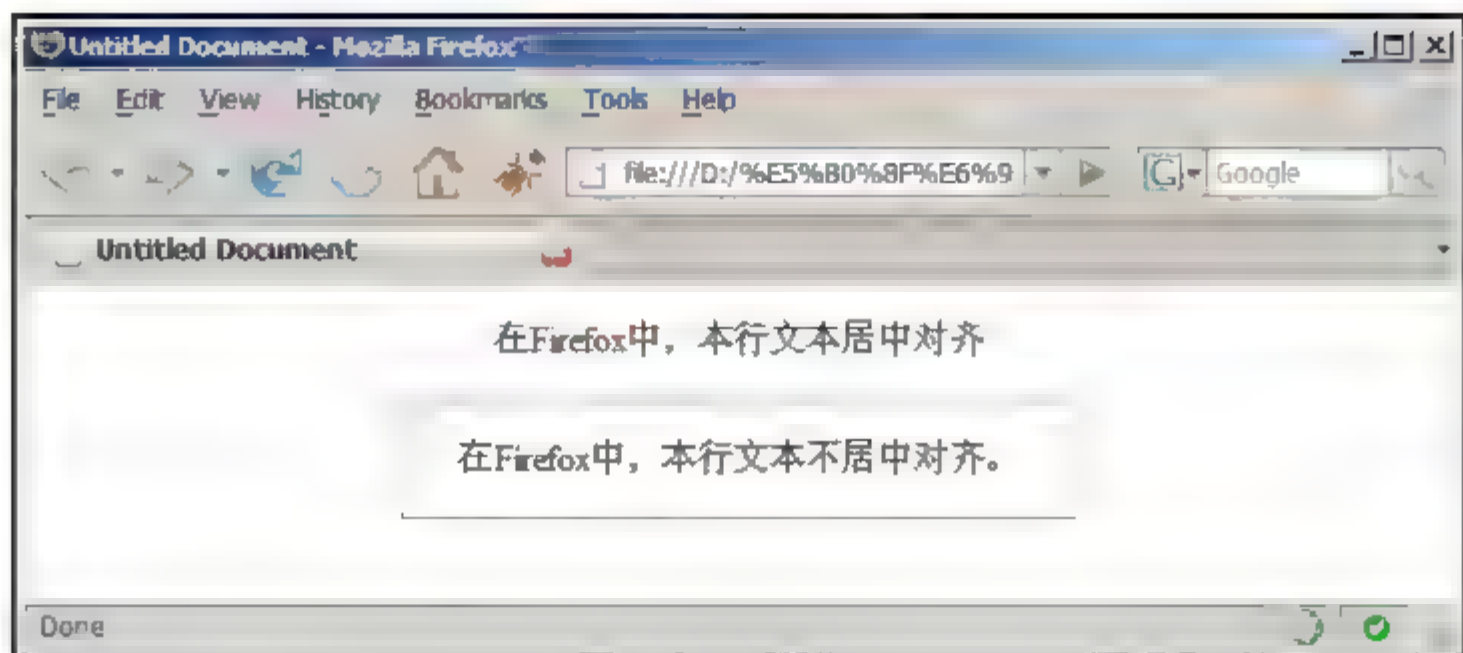 Untitled Document - Mozilla Firefox
File Edit View History Bookmarks Tools Help
file:///D:/%E5%B0%8F%E6%9 G Google
Untitled Document
在Firefox中，本行文本居中对齐
在Firefox中，本行文本不居中对齐。
Done